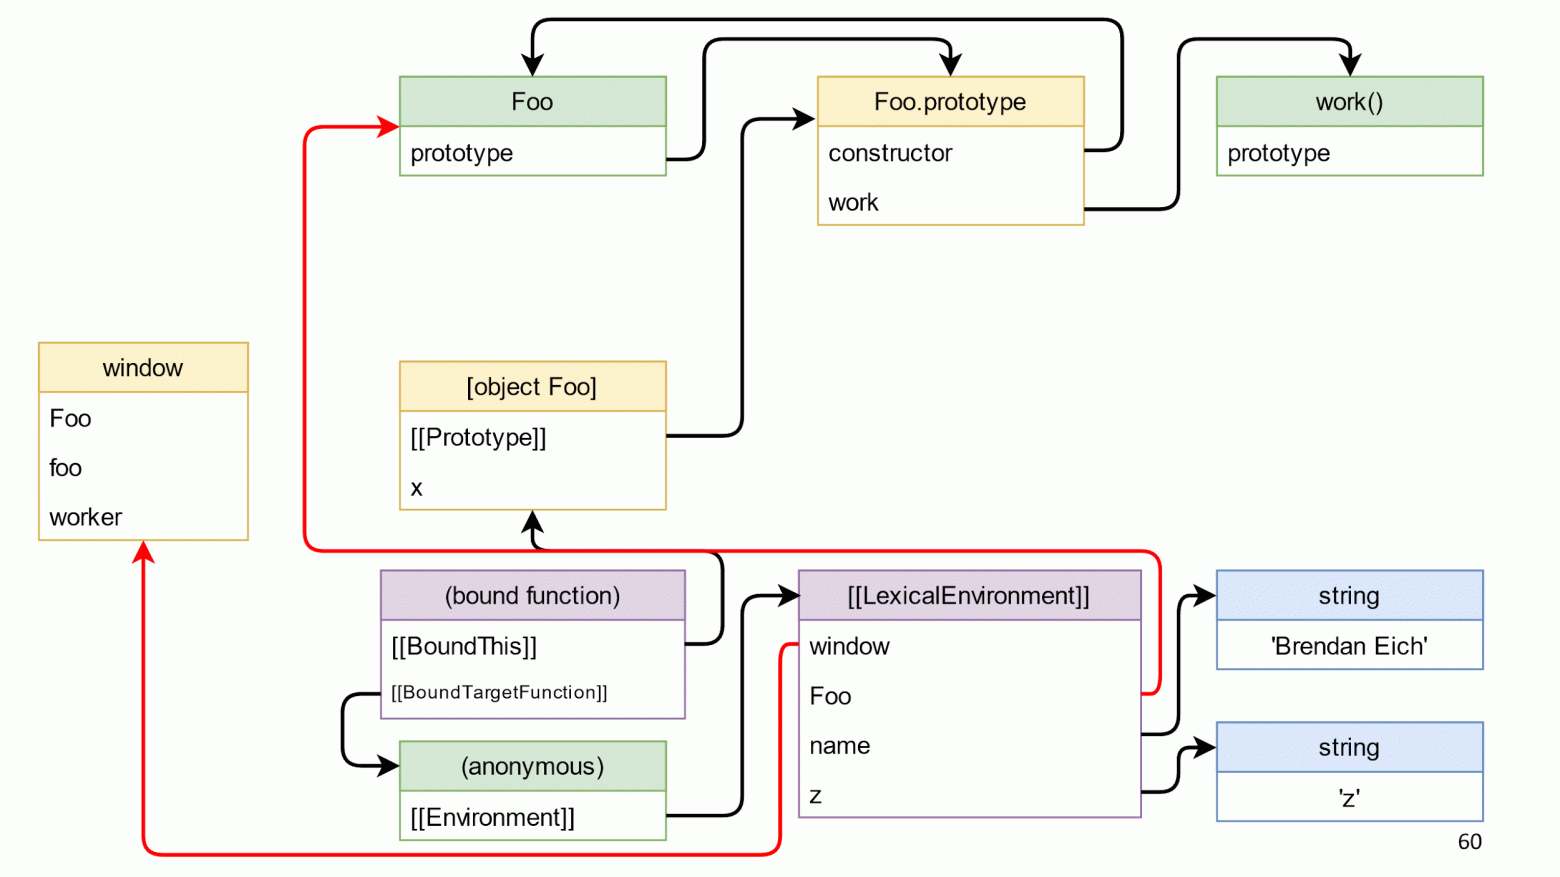 Foo
prototype
Foo.prototype
constructor
work
work()
prototype
window
Foo
foo
worker
[object Foo]
[[Prototype]]
x
(bound function)
[[BoundThis]]
[[BoundTargetFunction]]
(anonymous)
[[Environment]]
[[LexicalEnvironment]]
window
Foo
name
z
string
'Brendan Eich'
string
'z'
60